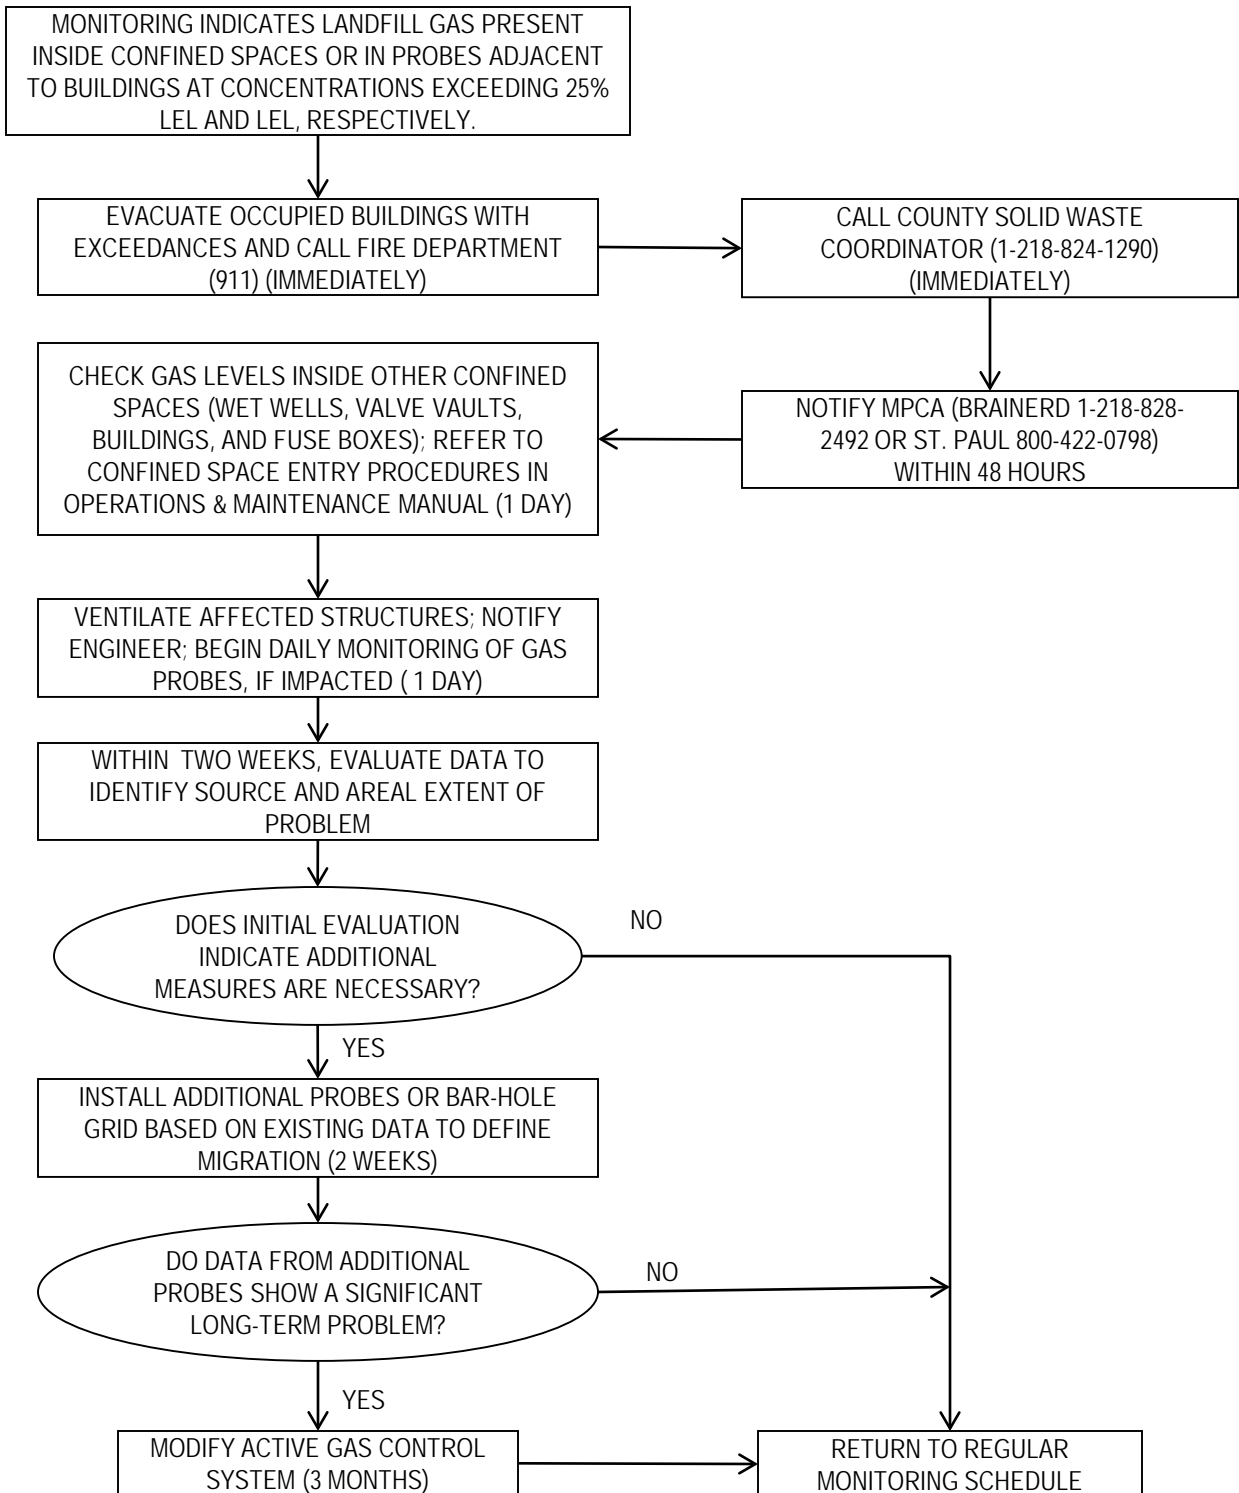 MONITORING INDICATES LANDFILL GAS PRESENT
INSIDE CONFINED SPACES OR IN PROBES ADJACENT
TO BUILDINGS AT CONCENTRATIONS EXCEEDING 25%
LEL AND LEL, RESPECTIVELY.
EVACUATE OCCUPIED BUILDINGS WITH
EXCEEDANCES AND CALL FIRE DEPARTMENT
(911) (IMMEDIATELY)
CALL COUNTY SOLID WASTE
COORDINATOR (1-218-824-1290)
(IMMEDIATELY)
NOTIFY MPCA (BRAINERD 1-218-828-
2492 OR ST. PAUL 800-422-0798)
WITHIN 48 HOURS
CHECK GAS LEVELS INSIDE OTHER CONFINED
SPACES (WET WELLS, VALVE VAULTS,
BUILDINGS, AND FUSE BOXES); REFER TO
CONFINED SPACE ENTRY PROCEDURES IN
OPERATIONS & MAINTENANCE MANUAL (1 DAY)
VENTILATE AFFECTED STRUCTURES; NOTIFY
ENGINEER; BEGIN DAILY MONITORING OF GAS
PROBES, IF IMPACTED ( 1 DAY)
WITHIN  TWO WEEKS, EVALUATE DATA TO
IDENTIFY SOURCE AND AREAL EXTENT OF
PROBLEM
DOES INITIAL EVALUATION
INDICATE ADDITIONAL
MEASURES ARE NECESSARY?
NO
YES
INSTALL ADDITIONAL PROBES OR BAR-HOLE
GRID BASED ON EXISTING DATA TO DEFINE
MIGRATION (2 WEEKS)
DO DATA FROM ADDITIONAL
PROBES SHOW A SIGNIFICANT
LONG-TERM PROBLEM?
NO
YES
MODIFY ACTIVE GAS CONTROL
SYSTEM (3 MONTHS)
RETURN TO REGULAR
MONITORING SCHEDULE